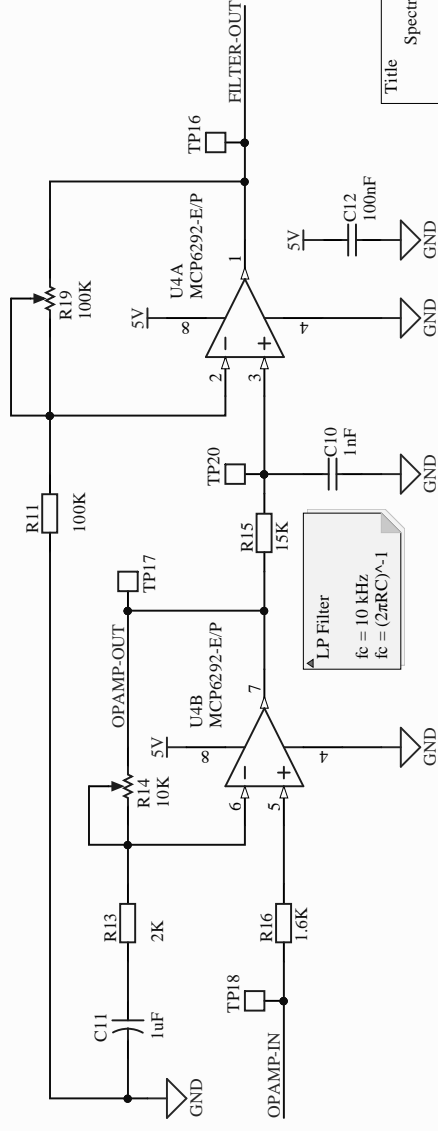 FILTER-OUT
TP16
R19
100K
5V
8
U4A
MCP6292-E/P
1
2
3
4
GND
5V
C12
100nF
GND
R11
100K
TP20
C10
1nF
GND
R15
15K
TP17
OPAMP-OUT
LP Filter
fc = 10 kHz
fc = (2πRC)^-1
R14
10K
5V
8
U4B
MCP6292-E/P
7
6
5
4
GND
R13
2K
C11
1uF
GND
R16
1.6K
TP18
OPAMP-IN
Title
Spectr